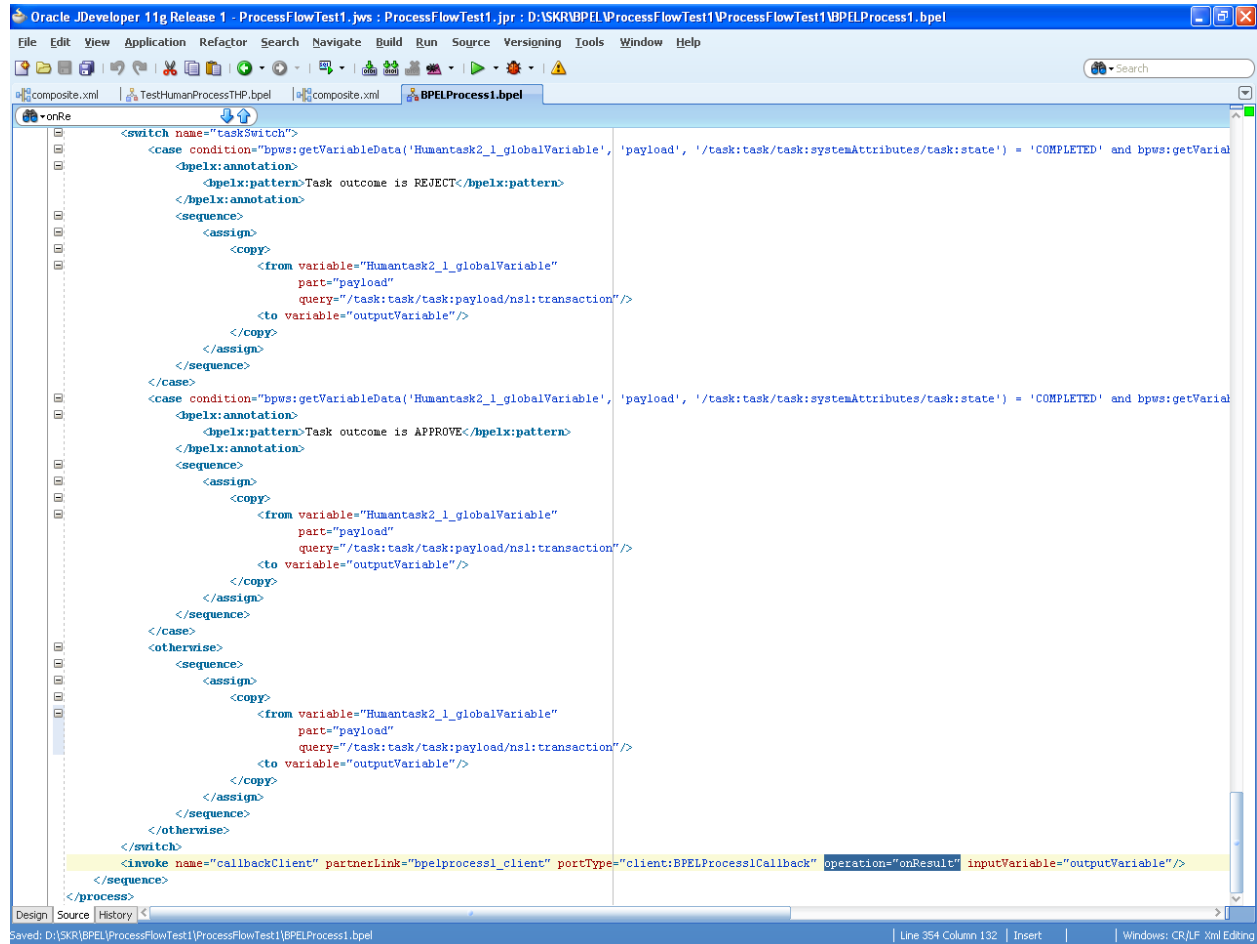 Oracle JDeveloper 11g Release 1 - ProcessFlowTest1.jws : ProcessFlowTest1.jpr : D:\SKR\BPEL\ProcessFlowTest1\ProcessFlowTest1\BPELProcess1.bpel
File Edit View Application Refactor Search Navigate Build Run Source Versioning Tools Window Help
Search
composite.xml TestHumanProcessTHP.bpel composite.xml BPELProcess1.bpel
onRe
<switch name="taskSwitch">
<case condition="bpws:getVariableData('Humantask2_1_globalVariable', 'payload', '/task:task/task:systemAttributes/task:state') = 'COMPLETED' and bpws:getVariab
<bpelx:annotation>
<bpelx:pattern>Task outcome is REJECT</bpelx:pattern>
</bpelx:annotation>
<sequence>
<assign>
<copy>
<from variable="Humantask2_1_globalVariable"
part="payload"
query="/task:task/task:payload/ns1:transaction"/>
<to variable="outputVariable"/>
</copy>
</assign>
</sequence>
</case>
<case condition="bpws:getVariableData('Humantask2_1_globalVariable', 'payload', '/task:task/task:systemAttributes/task:state') = 'COMPLETED' and bpws:getVariab
<bpelx:annotation>
<bpelx:pattern>Task outcome is APPROVE</bpelx:pattern>
</bpelx:annotation>
<sequence>
<assign>
<copy>
<from variable="Humantask2_1_globalVariable"
part="payload"
query="/task:task/task:payload/ns1:transaction"/>
<to variable="outputVariable"/>
</copy>
</assign>
</sequence>
</case>
<otherwise>
<sequence>
<assign>
<copy>
<from variable="Humantask2_1_globalVariable"
part="payload"
query="/task:task/task:payload/ns1:transaction"/>
<to variable="outputVariable"/>
</copy>
</assign>
</sequence>
</otherwise>
</switch>
<invoke name="callbackClient" partnerLink="bpelprocess1_client" portType="client:BPELProcess1Callback" operation="onResult" inputVariable="outputVariable"/>
</sequence>
</process>
Design Source History
Saved: D:\SKR\BPEL\ProcessFlowTest1\ProcessFlowTest1\BPELProcess1.bpel Line 354 Column 132 Insert Windows: CR/LF Xml Editing